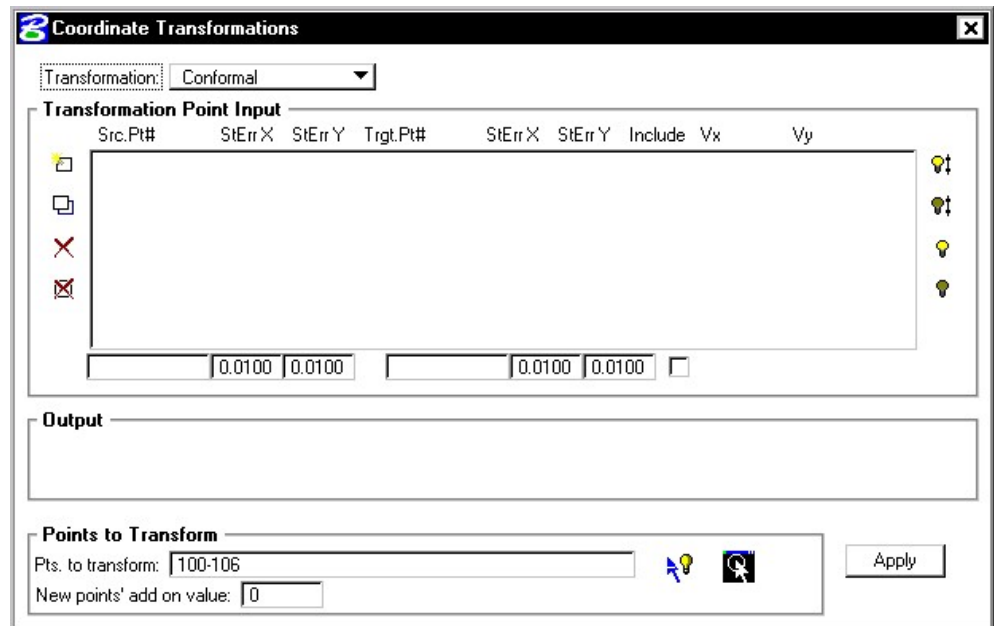 Coordinate Transformations
Transformation: Conformal
Transformation Point Input
Src.Pt# StErr X StErr Y Trgt.Pt# StErr X StErr Y Include Vx Vy
0.0100 0.0100 0.0100 0.0100
Output
Points to Transform
Pts. to transform: 100-106
Apply
New points' add on value: 0